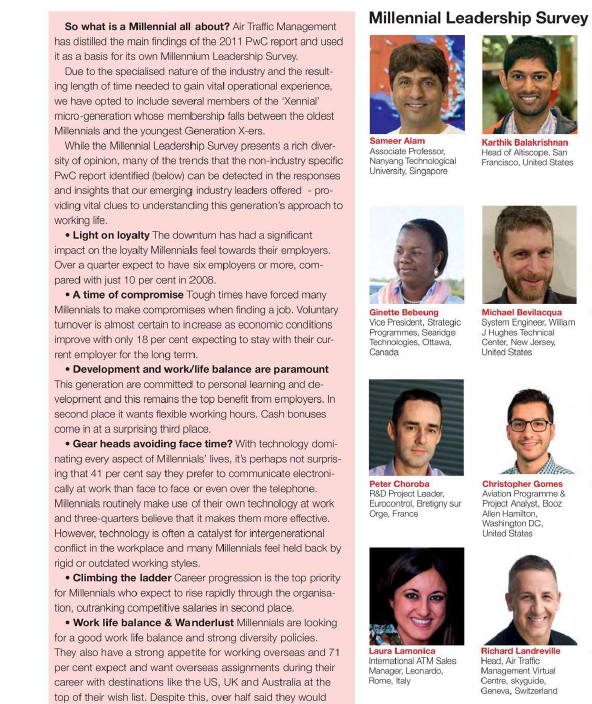 So what is a Millennial all about? Air Traffic Management
has distilled the main findings of the 2011 PwC report and used
it as a basis for its own Millennium Leadership Survey.
Due to the specialised nature of the industry and the result-
ing length of time needed to gain vital operational experience,
we have opted to include several members of the 'Xennial'
micro-generation whose membership falls between the oldest
Millennials and the youngest Generation X-ers.
While the Millennial Leadership Survey presents a rich diver-
sity of opinion, many of the trends that the non-industry specific
PwC report identified (below) can be detected in the responses
and insights that our emerging industry leaders offered - pro-
viding vital clues to understanding this generation's approach to
working life.
• Light on loyalty The downturn has had a significant
impact on the loyalty Millennials feel towards their employers.
Over a quarter expect to have six employers or more, com-
pared with just 10 per cent in 2008.
• A time of compromise Tough times have forced many
Millennials to make compromises when finding a job. Voluntary
turnover is almost certain to increase as economic conditions
improve with only 18 per cent expecting to stay with their cur-
rent employer for the long term.
• Development and work/life balance are paramount
This generation are committed to personal learning and de-
velopment and this remains the top benefit from employers. In
second place it wants flexible working hours. Cash bonuses
come in at a surprising third place.
• Gear heads avoiding face time? With technology domi-
nating every aspect of Millennials' lives, it's perhaps not surpris-
ing that 41 per cent say they prefer to communicate electroni-
cally at work than face to face or even over the telephone.
Millennials routinely make use of their own technology at work
and three-quarters believe that it makes them more effective.
However, technology is often a catalyst for intergenerational
conflict in the workplace and many Millennials feel held back by
rigid or outdated working styles.
• Climbing the ladder Career progression is the top priority
for Millennials who expect to rise rapidly through the organisa-
tion, outranking competitive salaries in second place.
• Work life balance & Wanderlust Millennials are looking
for a good work life balance and strong diversity policies.
They also have a strong appetite for working overseas and 71
per cent expect and want overseas assignments during their
career with destinations like the US, UK and Australia at the
top of their wish list. Despite this, over half said they would
Millennial Leadership Survey
Sameer Alam
Associate Professor,
Nanyang Technological
University, Singapore
Karthik Balakrishnan
Head of Altiscope, San
Francisco, United States
Ginette Bebeung
Vice President, Strategic
Programmes, Searidge
Technologies, Ottawa,
Canada
Michael Bevilacqua
System Engineer, William
J Hughes Technical
Center, New Jersey,
United States
Peter Choroba
R&D Project Leader,
Eurocontrol, Bretigny sur
Orge, France
Christopher Gomes
Aviation Programme &
Project Analyst, Booz
Allen Hamilton,
Washington DC,
United States
Laura Lamonica
International ATM Sales
Manager, Leonardo,
Rome, Italy
Richard Landreville
Head, Air Traffic
Management Virtual
Centre, skyguide,
Geneva, Switzerland